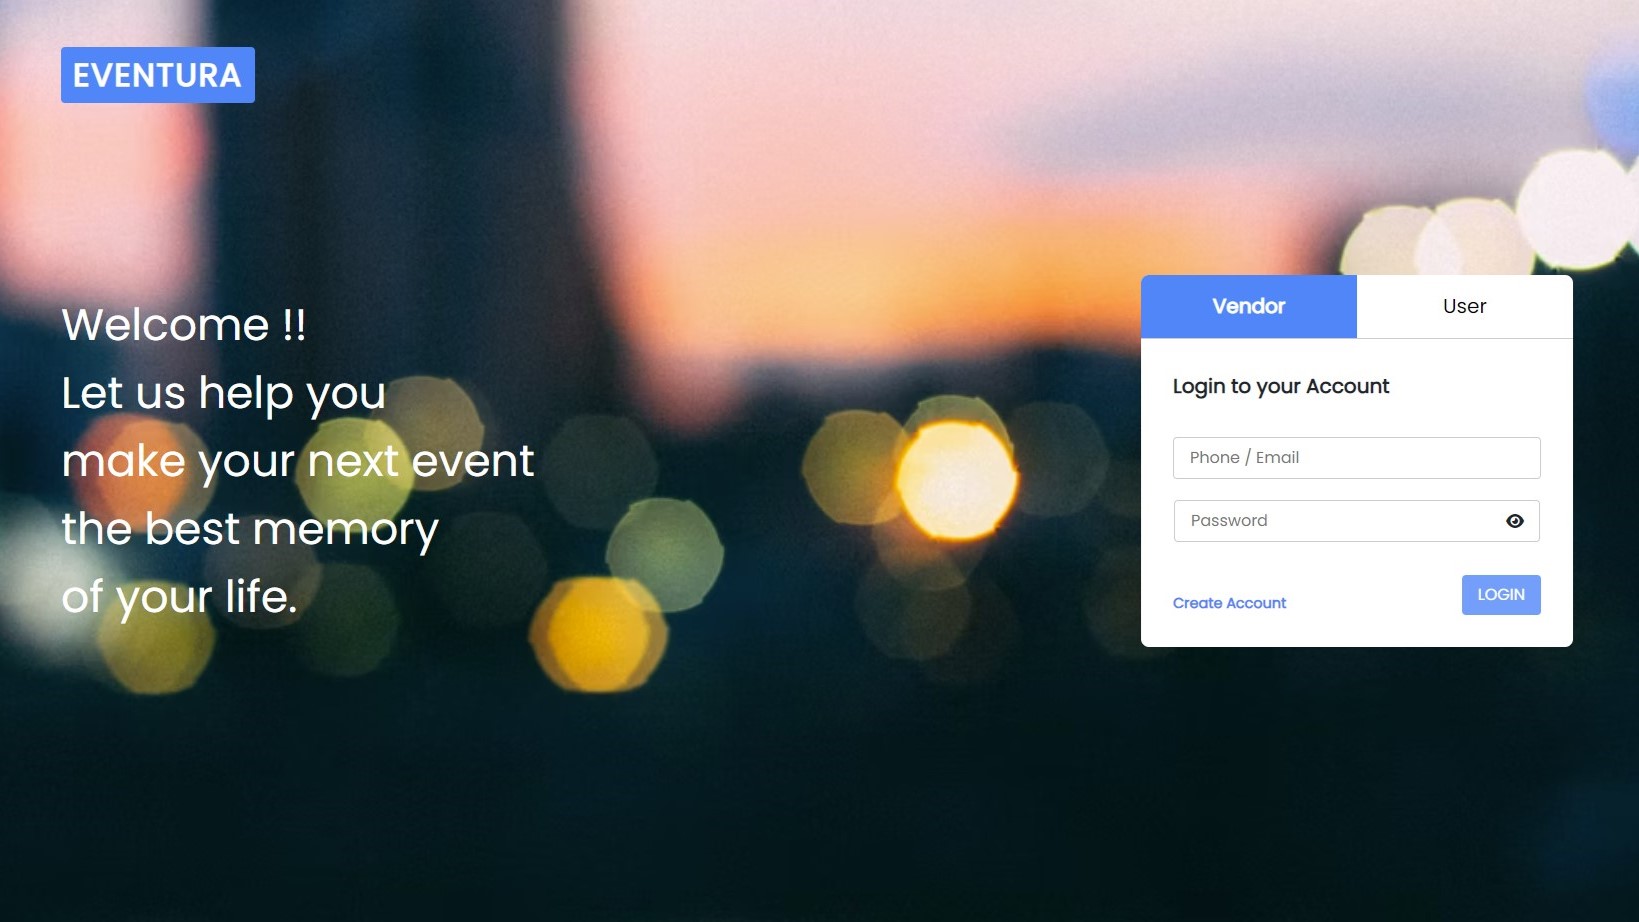 EVENTURA
Welcome !!
Let us help you
make your next event
the best memory
of your life.
Vendor
User
Login to your Account
Phone / Email
Password
Create Account
LOGIN